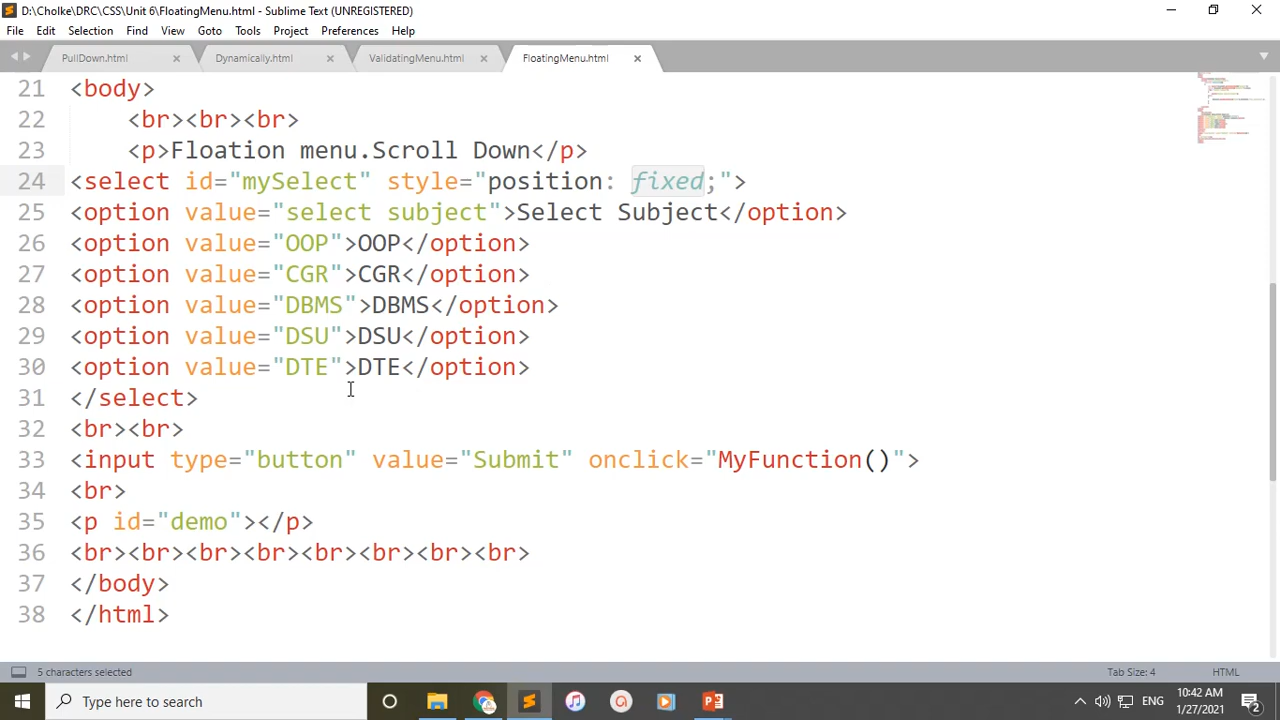 D:\Cholke\DRC\CSS\Unit 6\FloatingMenu.html - Sublime Text (UNREGISTERED)
File Edit Selection Find View Goto Tools Project Preferences Help
PullDown.html Dynamically.html ValidatingMenu.html FloatingMenu.html
21 <body>
22 <br><br><br>
23 <p>Floation menu.Scroll Down</p>
24 <select id="mySelect" style="position: fixed;">
25 <option value="select subject">Select Subject</option>
26 <option value="OOP">OOP</option>
27 <option value="CGR">CGR</option>
28 <option value="DBMS">DBMS</option>
29 <option value="DSU">DSU</option>
30 <option value="DTE">DTE</option>
31 </select>
32 <br><br>
33 <input type="button" value="Submit" onclick="MyFunction()">
34 <br>
35 <p id="demo"></p>
36 <br><br><br><br><br><br><br><br>
37 </body>
38 </html>
5 characters selected Tab Size: 4 HTML
Type here to search ENG 10:42 AM
1/27/2021 2